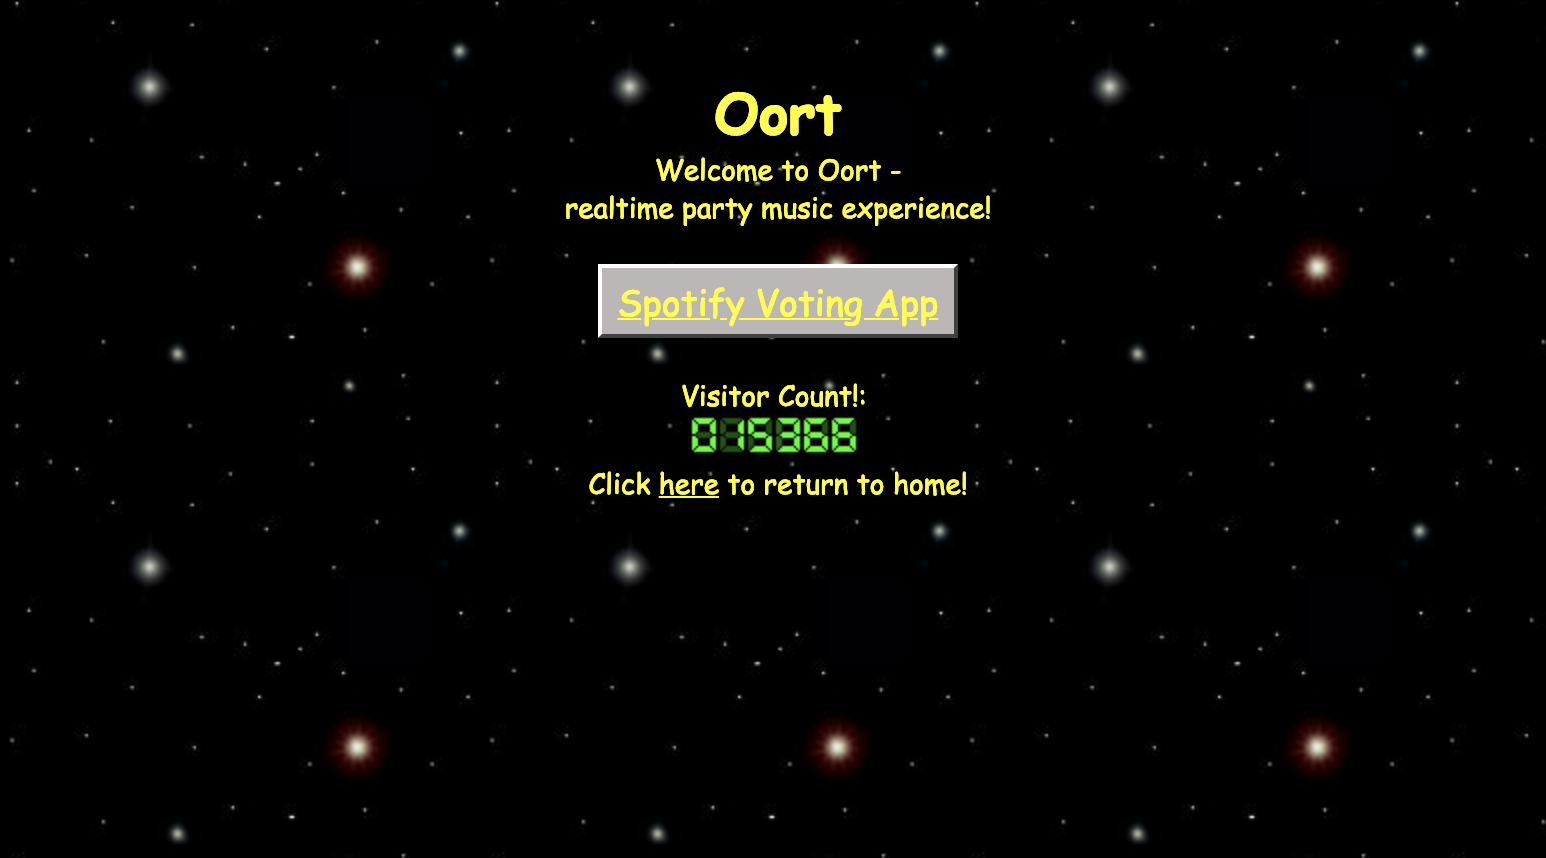 Oort
Welcome to Oort -
realtime party music experience!
Spotify Voting App
Visitor Count!:
015366
Click here to return to home!